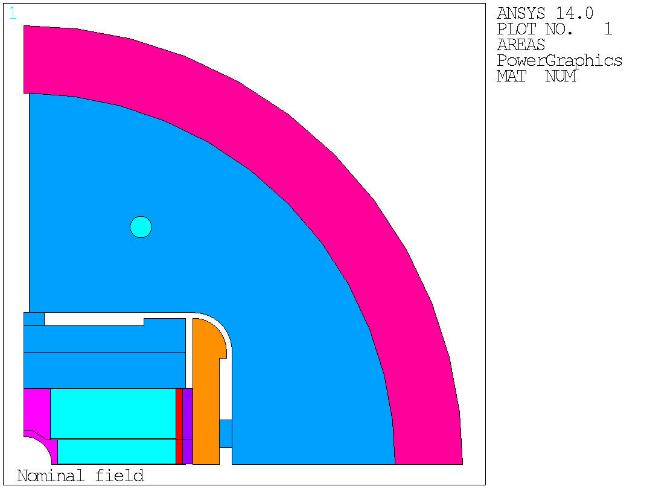 1
ANSYS 14.0
PLOT NO. 1
AREAS
PowerGraphics
MAT NUM
Nominal field